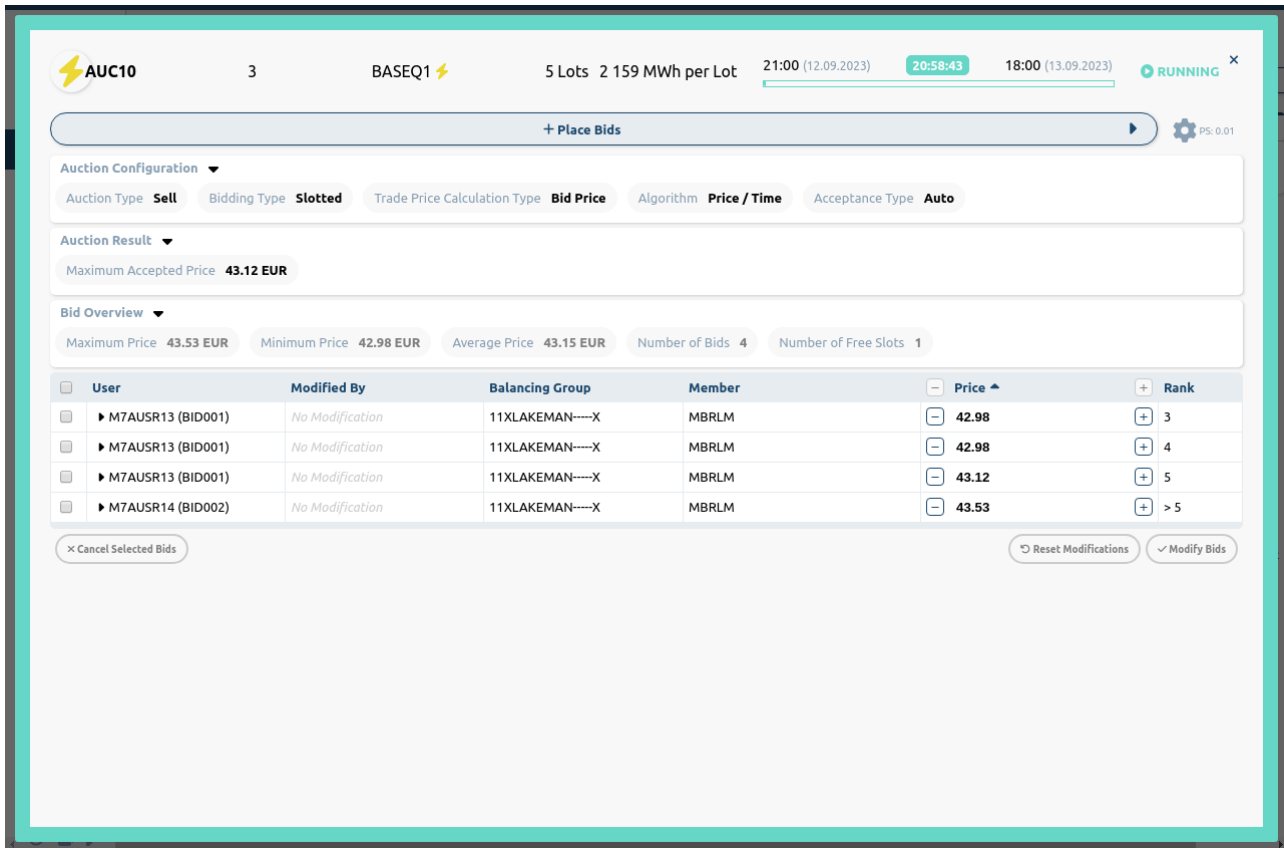 AUC10 3 BASEQ1 5 Lots 2 159 MWh per Lot 21:00 (12.09.2023) 20:58:43 18:00 (13.09.2023) RUNNING ×
+ Place Bids
PS: 0.01
Auction Configuration
Auction Type Sell Bidding Type Slotted Trade Price Calculation Type Bid Price Algorithm Price / Time Acceptance Type Auto
Auction Result
Maximum Accepted Price 43.12 EUR
Bid Overview
Maximum Price 43.53 EUR Minimum Price 42.98 EUR Average Price 43.15 EUR Number of Bids 4 Number of Free Slots 1
User Modified By Balancing Group Member − Price + Rank
M7AUSR13 (BID001) No Modification 11XLAKEMAN-----X MBRLM − 42.98 + 3
M7AUSR13 (BID001) No Modification 11XLAKEMAN-----X MBRLM − 42.98 + 4
M7AUSR13 (BID001) No Modification 11XLAKEMAN-----X MBRLM − 43.12 + 5
M7AUSR14 (BID002) No Modification 11XLAKEMAN-----X MBRLM − 43.53 + > 5
× Cancel Selected Bids Reset Modifications Modify Bids